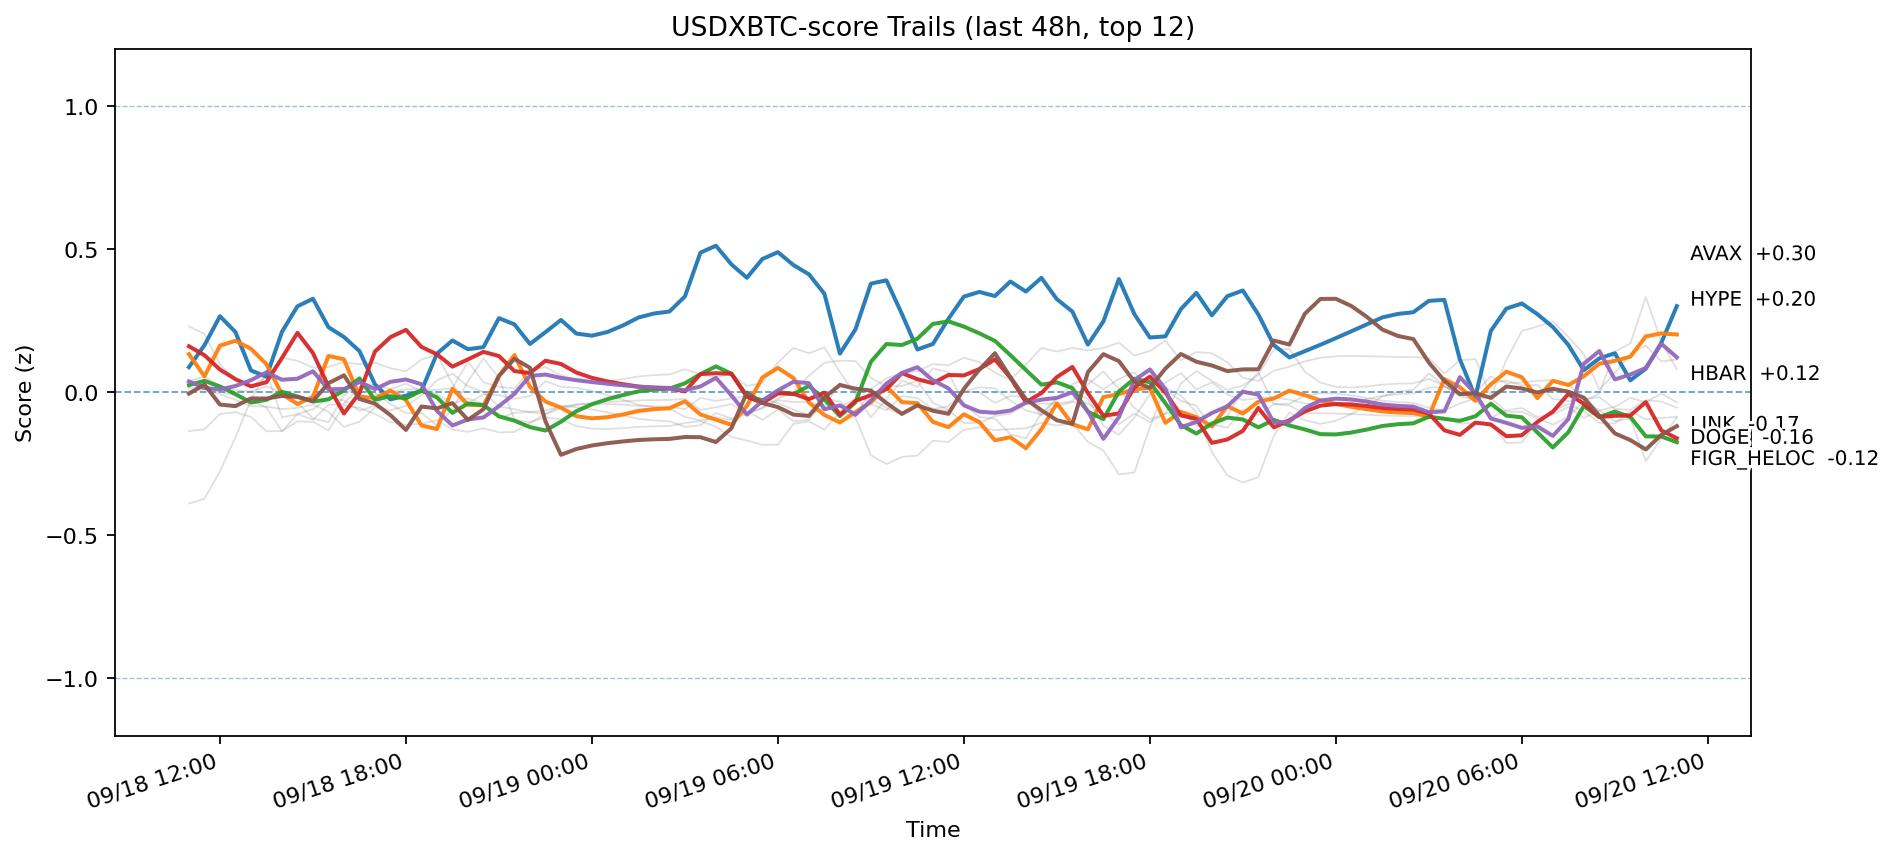 USDXBTC-score Trails (last 48h, top 12)
Score (z)
1.0
0.5
0.0
−0.5
−1.0
AVAX +0.30
HYPE +0.20
HBAR +0.12
LINK -0.17
DOGE -0.16
FIGR_HELOC -0.12
09/18 12:00
09/18 18:00
09/19 00:00
09/19 06:00
09/19 12:00
09/19 18:00
09/20 00:00
09/20 06:00
09/20 12:00
Time